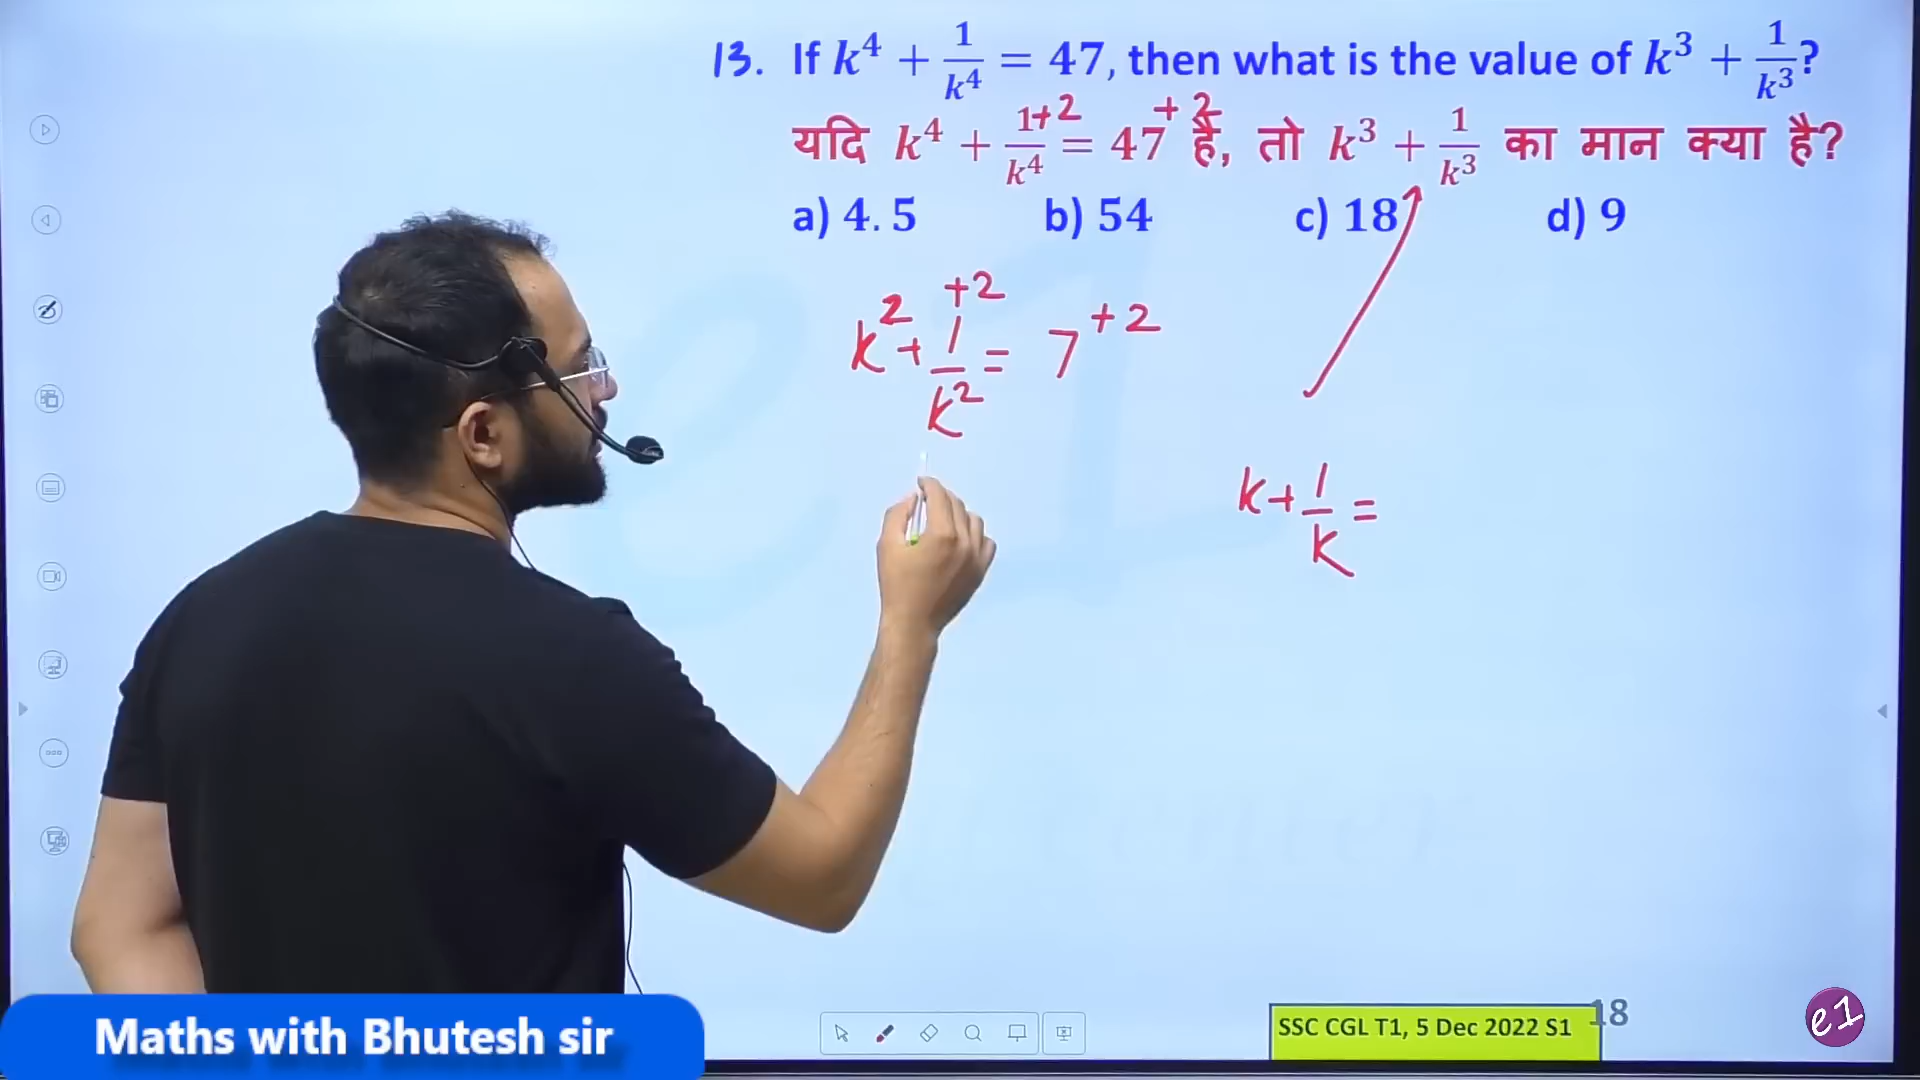 13. If k⁴ + 1/k⁴ = 47, then what is the value of k³ + 1/k³?
यदि k⁴ + 1/k⁴ = 47 है, तो k³ + 1/k³ का मान क्या है?
+2 +2
a) 4.5 b) 54 c) 18 d) 9
k² + 1/k² +2 = 7 +2
k + 1/k =
Maths with Bhutesh sir
SSC CGL T1, 5 Dec 2022 S1
18
e1